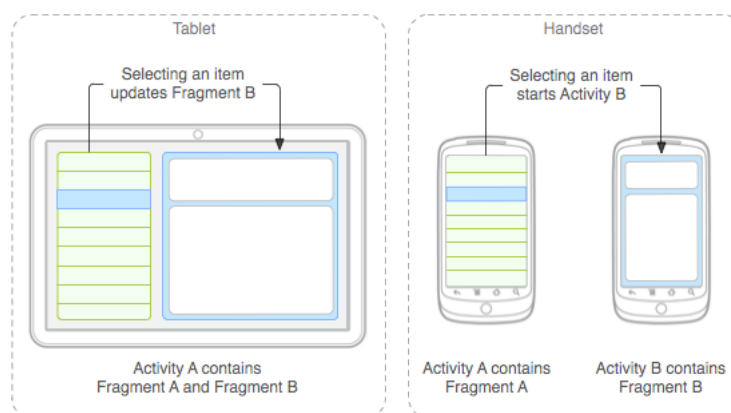 Tablet
Selecting an item
updates Fragment B
Activity A contains
Fragment A and Fragment B
Handset
Selecting an item
starts Activity B
Activity A contains
Fragment A
Activity B contains
Fragment B